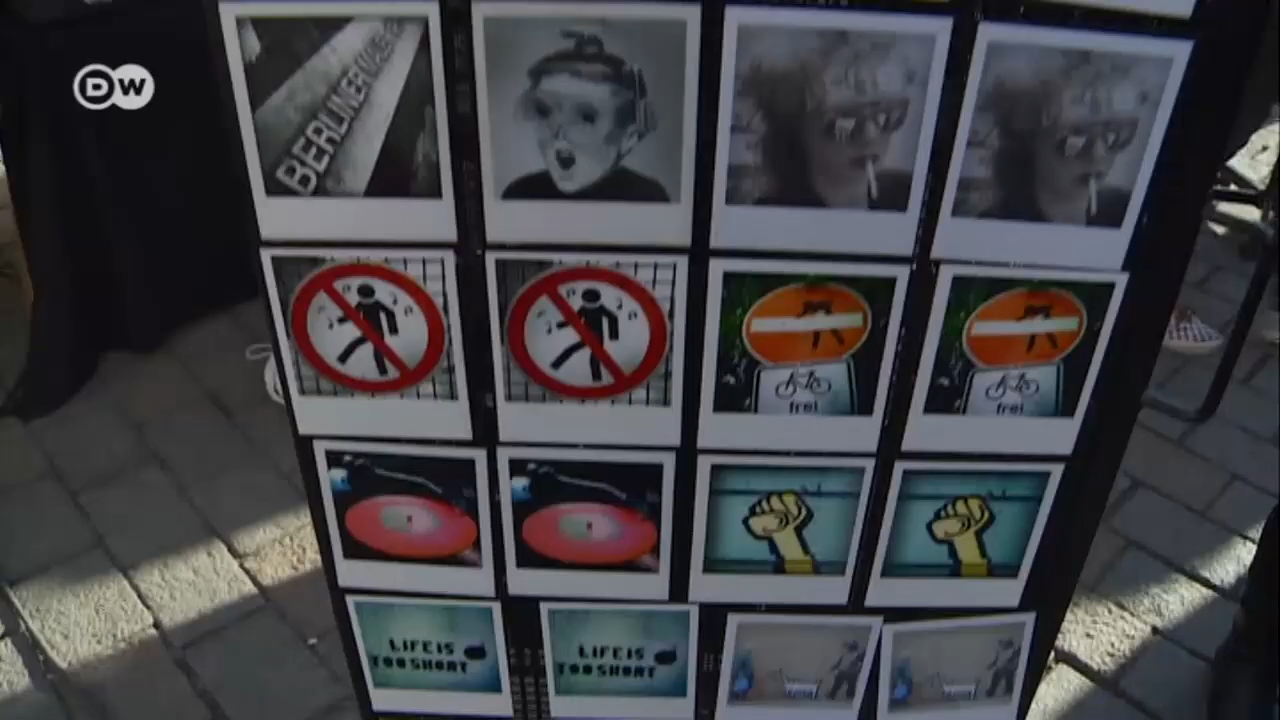 DW
BERLINER
frei
frei
LIFE IS
TOO SHORT
LIFE IS
TOO SHORT